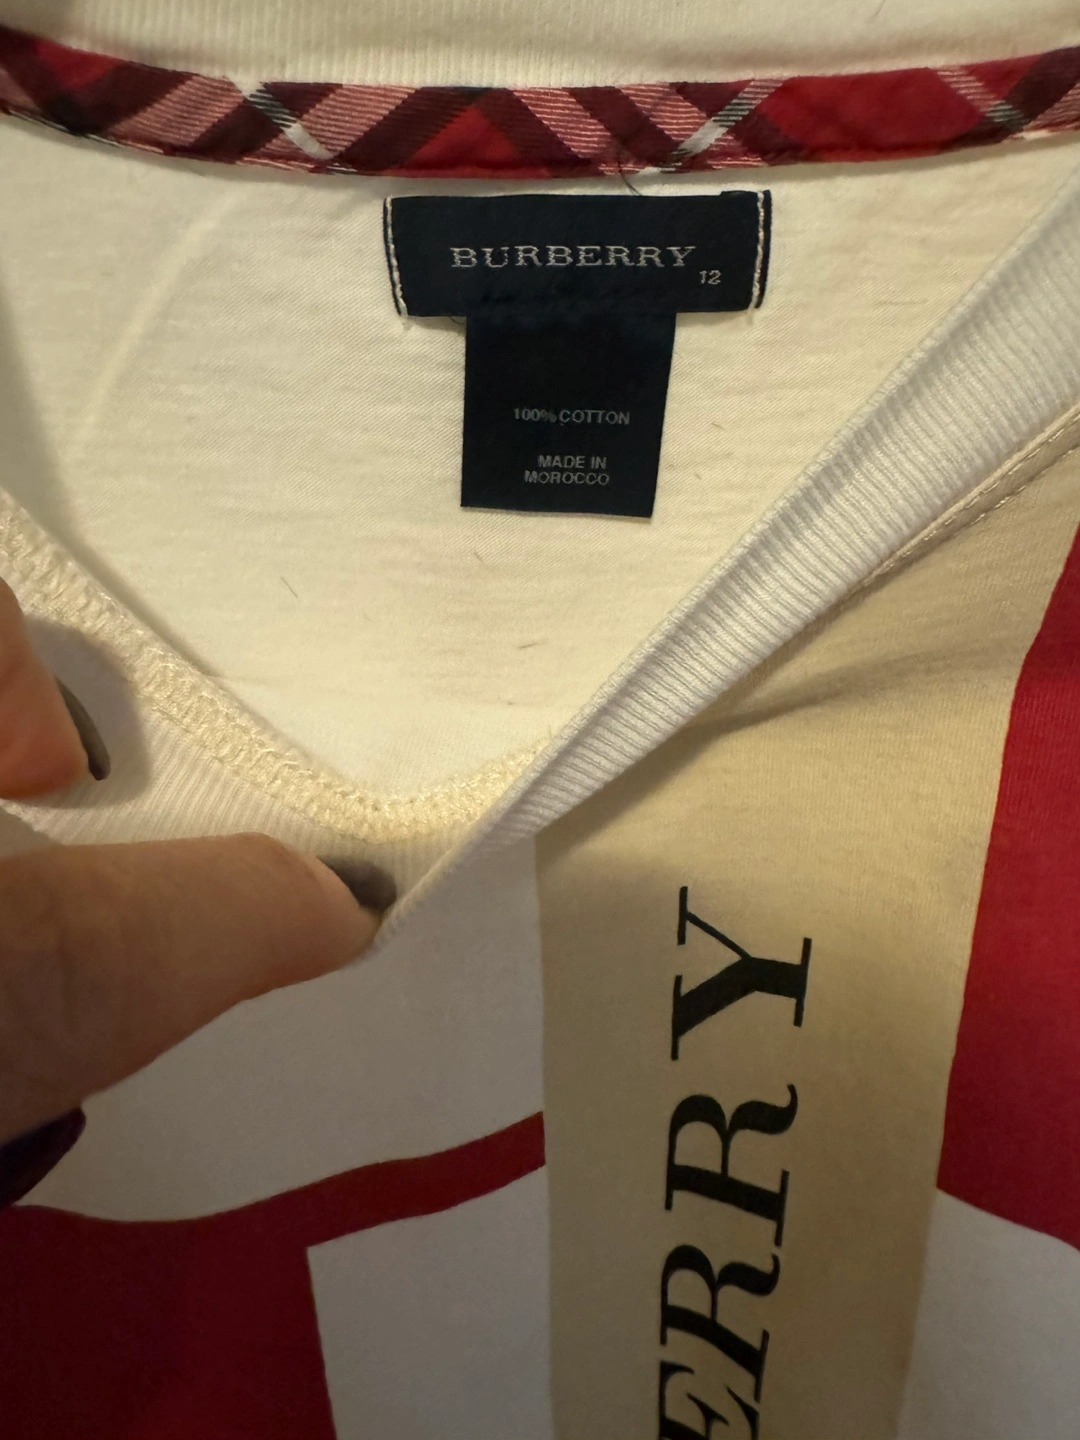 BURBERRY
12
100% COTTON
MADE IN
MOROCCO
ERRY